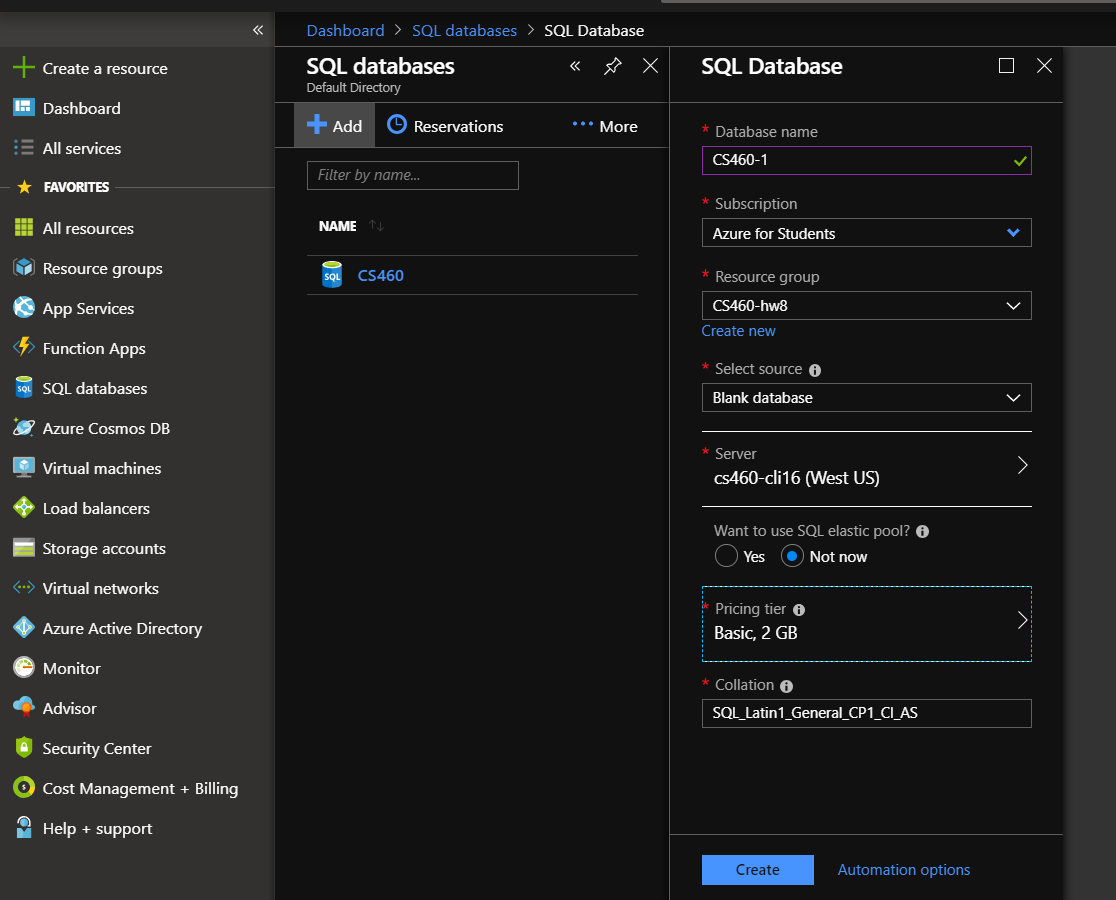 «
Create a resource
Dashboard
All services
FAVORITES
All resources
Resource groups
App Services
Function Apps
SQL databases
Azure Cosmos DB
Virtual machines
Load balancers
Storage accounts
Virtual networks
Azure Active Directory
Monitor
Advisor
Security Center
Cost Management + Billing
Help + support
Dashboard > SQL databases > SQL Database
SQL databases
Default Directory
Add Reservations ··· More
Filter by name...
NAME
SQL CS460
SQL Database
* Database name
CS460-1
* Subscription
Azure for Students
* Resource group
CS460-hw8
Create new
* Select source
Blank database
* Server
cs460-cli16 (West US)
Want to use SQL elastic pool?
Yes Not now
* Pricing tier
Basic, 2 GB
* Collation
SQL_Latin1_General_CP1_CI_AS
Create Automation options